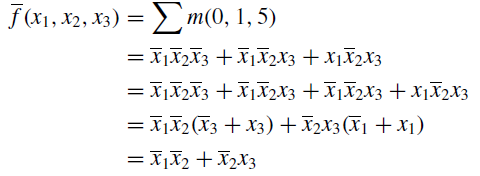 f̅(x₁, x₂, x₃) = ∑ m(0, 1, 5)
= x̅₁x̅₂x̅₃ + x̅₁x̅₂x₃ + x₁x̅₂x₃
= x̅₁x̅₂x̅₃ + x̅₁x̅₂x₃ + x̅₁x̅₂x₃ + x₁x̅₂x₃
= x̅₁x̅₂(x̅₃ + x₃) + x̅₂x₃(x̅₁ + x₁)
= x̅₁x̅₂ + x̅₂x₃